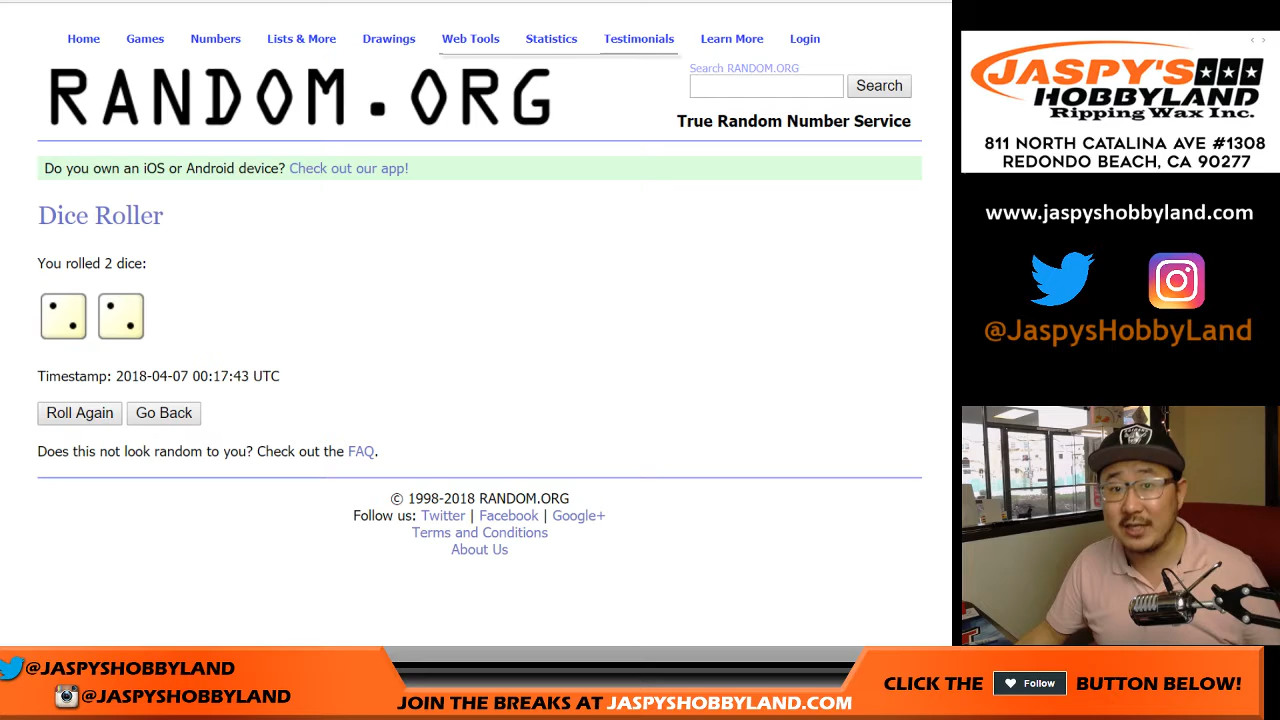 Home Games Numbers Lists & More Drawings Web Tools Statistics Testimonials Learn More Login
RANDOM.ORG
Search RANDOM.ORG
Search
True Random Number Service
Do you own an iOS or Android device? Check out our app!
Dice Roller
You rolled 2 dice:
Timestamp: 2018-04-07 00:17:43 UTC
Roll Again Go Back
Does this not look random to you? Check out the FAQ.
© 1998-2018 RANDOM.ORG
Follow us: Twitter | Facebook | Google+
Terms and Conditions
About Us
JASPY'S
HOBBYLAND
Ripping Wax Inc.
811 NORTH CATALINA AVE #1308
REDONDO BEACH, CA 90277
www.jaspyshobbyland.com
@JaspysHobbyLand
@JASPYSHOBBYLAND
@JASPYSHOBBYLAND
JOIN THE BREAKS AT JASPYSHOBBYLAND.COM
CLICK THE Follow BUTTON BELOW!